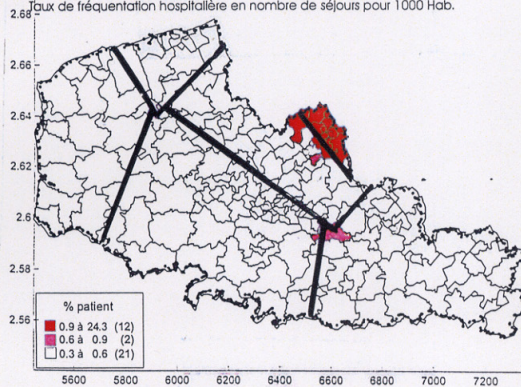 Taux de fréquentation hospitalière en nombre de séjours pour 1000 Hab.
2.68
2.66
2.64
2.62
2.6
2.58
2.56
% patient
0.9 à 24.3 (12)
0.6 à 0.9 (2)
0.3 à 0.6 (21)
5600 5800 6000 6200 6400 6600 6800 7000 7200